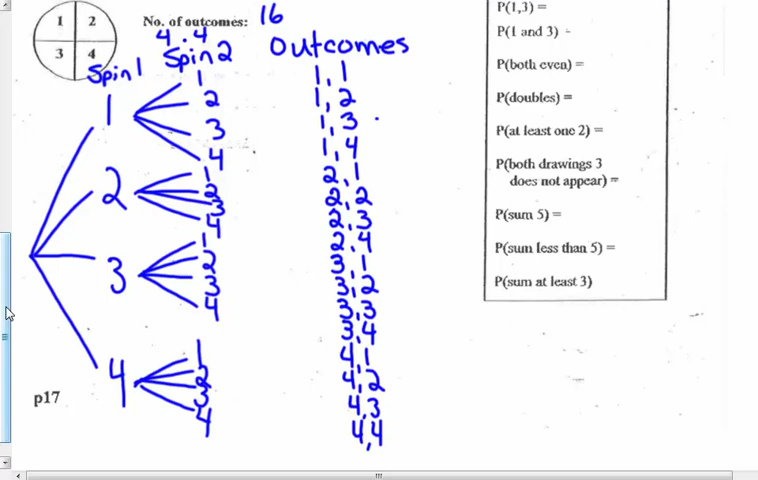 1 2
3 4
No. of outcomes: 16
4 . 4
Spin 1
Spin 2
1
1
2
3
4
2
1
2
3
4
3
1
2
3
4
4
1
2
3
4
Outcomes
1, 1
1, 2
1, 3
1, 4
2, 1
2, 2
2, 3
2, 4
3, 1
3, 2
3, 3
3, 4
4, 1
4, 2
4, 3
4, 4
p17
P(1,3) =
P(1 and 3) =
P(both even) =
P(doubles) =
P(at least one 2) =
P(both drawings 3
does not appear) =
P(sum 5) =
P(sum less than 5) =
P(sum at least 3)